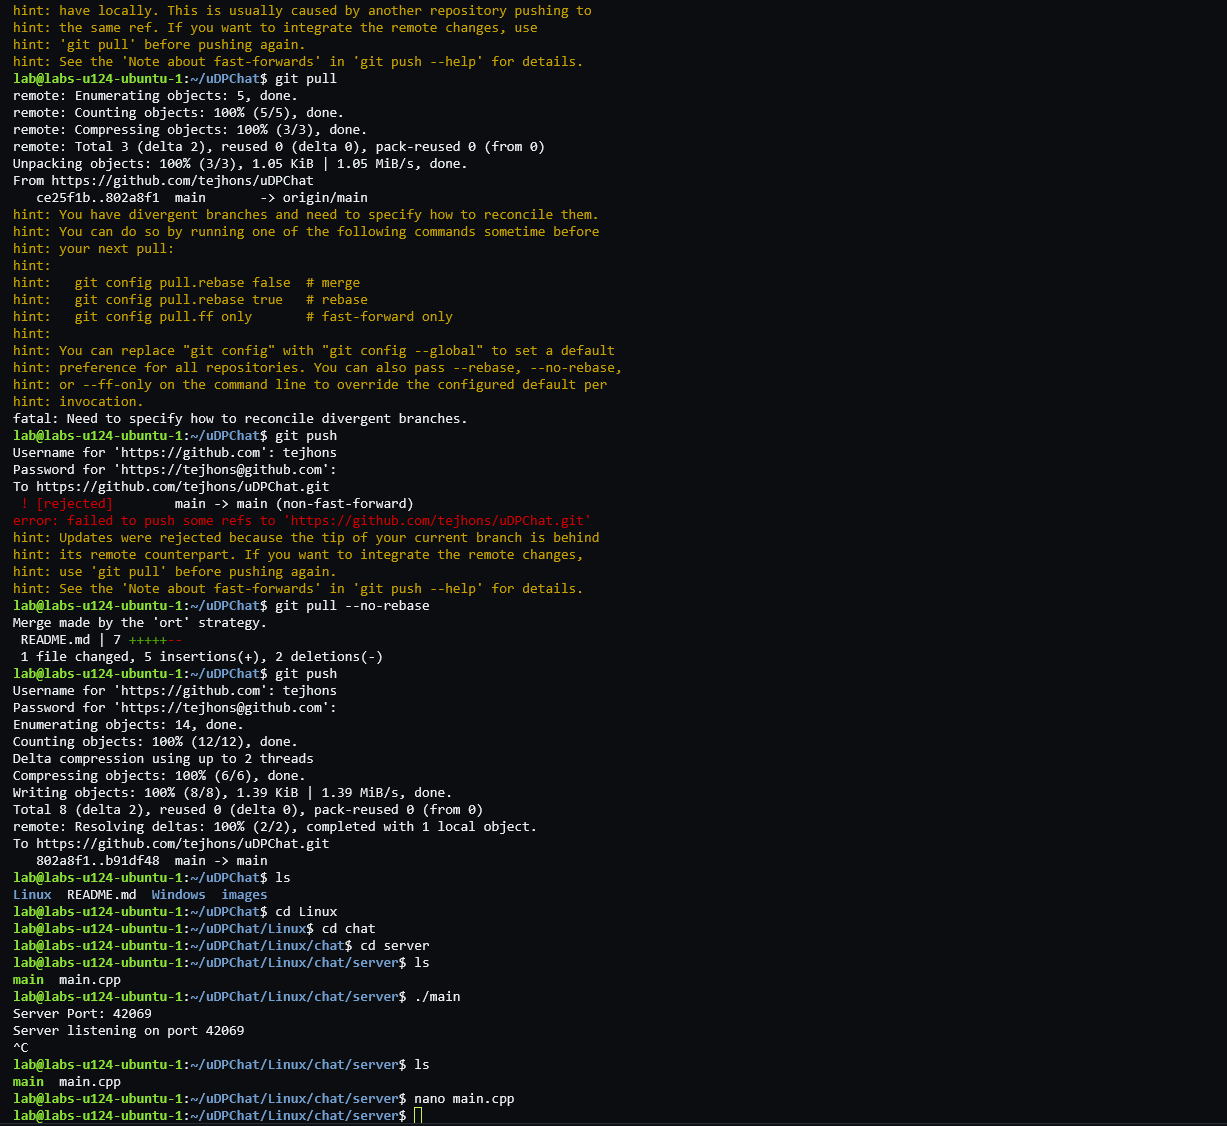 hint: have locally. This is usually caused by another repository pushing to
hint: the same ref. If you want to integrate the remote changes, use
hint: 'git pull' before pushing again.
hint: See the 'Note about fast-forwards' in 'git push --help' for details.
lab@labs-u124-ubuntu-1:~/uDPChat$ git pull
remote: Enumerating objects: 5, done.
remote: Counting objects: 100% (5/5), done.
remote: Compressing objects: 100% (3/3), done.
remote: Total 3 (delta 2), reused 0 (delta 0), pack-reused 0 (from 0)
Unpacking objects: 100% (3/3), 1.05 KiB | 1.05 MiB/s, done.
From https://github.com/tejhons/uDPChat
   ce25f1b..802a8f1  main       -> origin/main
hint: You have divergent branches and need to specify how to reconcile them.
hint: You can do so by running one of the following commands sometime before
hint: your next pull:
hint:
hint:   git config pull.rebase false  # merge
hint:   git config pull.rebase true   # rebase
hint:   git config pull.ff only       # fast-forward only
hint:
hint: You can replace "git config" with "git config --global" to set a default
hint: preference for all repositories. You can also pass --rebase, --no-rebase,
hint: or --ff-only on the command line to override the configured default per
hint: invocation.
fatal: Need to specify how to reconcile divergent branches.
lab@labs-u124-ubuntu-1:~/uDPChat$ git push
Username for 'https://github.com': tejhons
Password for 'https://tejhons@github.com':
To https://github.com/tejhons/uDPChat.git
 ! [rejected]        main -> main (non-fast-forward)
error: failed to push some refs to 'https://github.com/tejhons/uDPChat.git'
hint: Updates were rejected because the tip of your current branch is behind
hint: its remote counterpart. If you want to integrate the remote changes,
hint: use 'git pull' before pushing again.
hint: See the 'Note about fast-forwards' in 'git push --help' for details.
lab@labs-u124-ubuntu-1:~/uDPChat$ git pull --no-rebase
Merge made by the 'ort' strategy.
 README.md | 7 +++++--
 1 file changed, 5 insertions(+), 2 deletions(-)
lab@labs-u124-ubuntu-1:~/uDPChat$ git push
Username for 'https://github.com': tejhons
Password for 'https://tejhons@github.com':
Enumerating objects: 14, done.
Counting objects: 100% (12/12), done.
Delta compression using up to 2 threads
Compressing objects: 100% (6/6), done.
Writing objects: 100% (8/8), 1.39 KiB | 1.39 MiB/s, done.
Total 8 (delta 2), reused 0 (delta 0), pack-reused 0 (from 0)
remote: Resolving deltas: 100% (2/2), completed with 1 local object.
To https://github.com/tejhons/uDPChat.git
   802a8f1..b91df48  main -> main
lab@labs-u124-ubuntu-1:~/uDPChat$ ls
Linux  README.md  Windows  images
lab@labs-u124-ubuntu-1:~/uDPChat$ cd Linux
lab@labs-u124-ubuntu-1:~/uDPChat/Linux$ cd chat
lab@labs-u124-ubuntu-1:~/uDPChat/Linux/chat$ cd server
lab@labs-u124-ubuntu-1:~/uDPChat/Linux/chat/server$ ls
main  main.cpp
lab@labs-u124-ubuntu-1:~/uDPChat/Linux/chat/server$ ./main
Server Port: 42069
Server listening on port 42069
^C
lab@labs-u124-ubuntu-1:~/uDPChat/Linux/chat/server$ ls
main  main.cpp
lab@labs-u124-ubuntu-1:~/uDPChat/Linux/chat/server$ nano main.cpp
lab@labs-u124-ubuntu-1:~/uDPChat/Linux/chat/server$